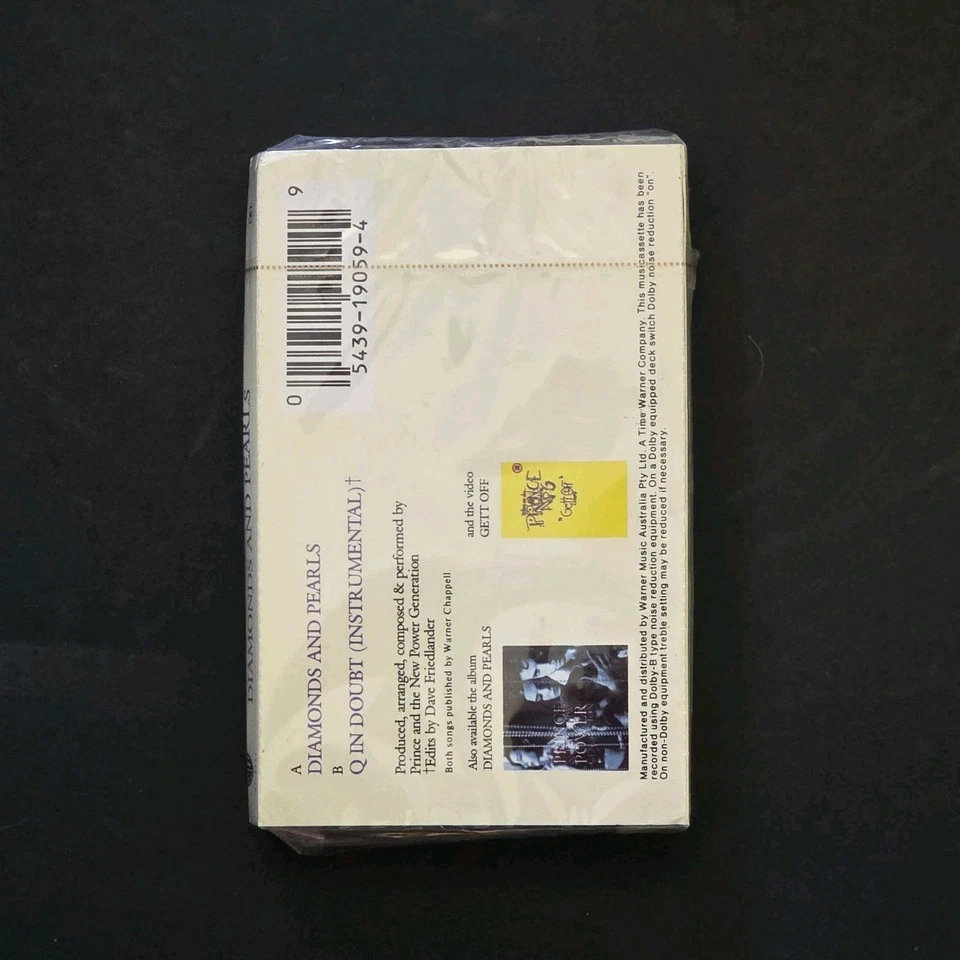 DIAMONDS AND PEARLS
A
DIAMONDS AND PEARLS
B
Q IN DOUBT (INSTRUMENTAL)†
0 5439-19059-4 9
Produced, arranged, composed & performed by
Prince and the New Power Generation
†Edits by Dave Friedlander
Both songs published by Warner Chappell
Also available the album
DIAMONDS AND PEARLS
and the video
GETT OFF
PRINCE
NPG
"Gett Off"
Manufactured and distributed by Warner Music Australia Pty Ltd. A Time Warner Company. This musicassette has been
recorded using Dolby-B type noise reduction equipment. On a Dolby equipped deck switch Dolby noise reduction "on".
On non-Dolby equipment treble setting may be reduced if necessary.